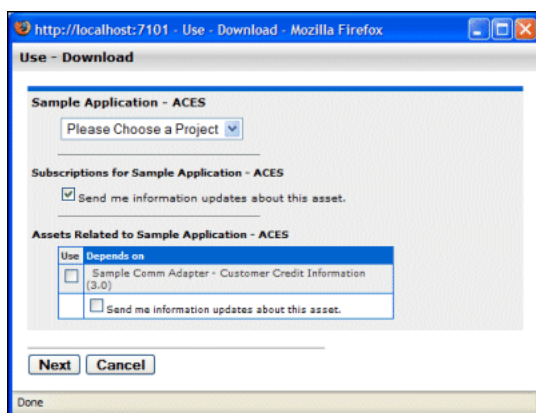 http://localhost:7101 - Use - Download - Mozilla Firefox
Use - Download
Sample Application - ACES
Please Choose a Project
Subscriptions for Sample Application - ACES
Send me information updates about this asset.
Assets Related to Sample Application - ACES
Use Depends on
Sample Comm Adapter - Customer Credit Information
(3.0)
Send me information updates about this asset.
Next Cancel
Done